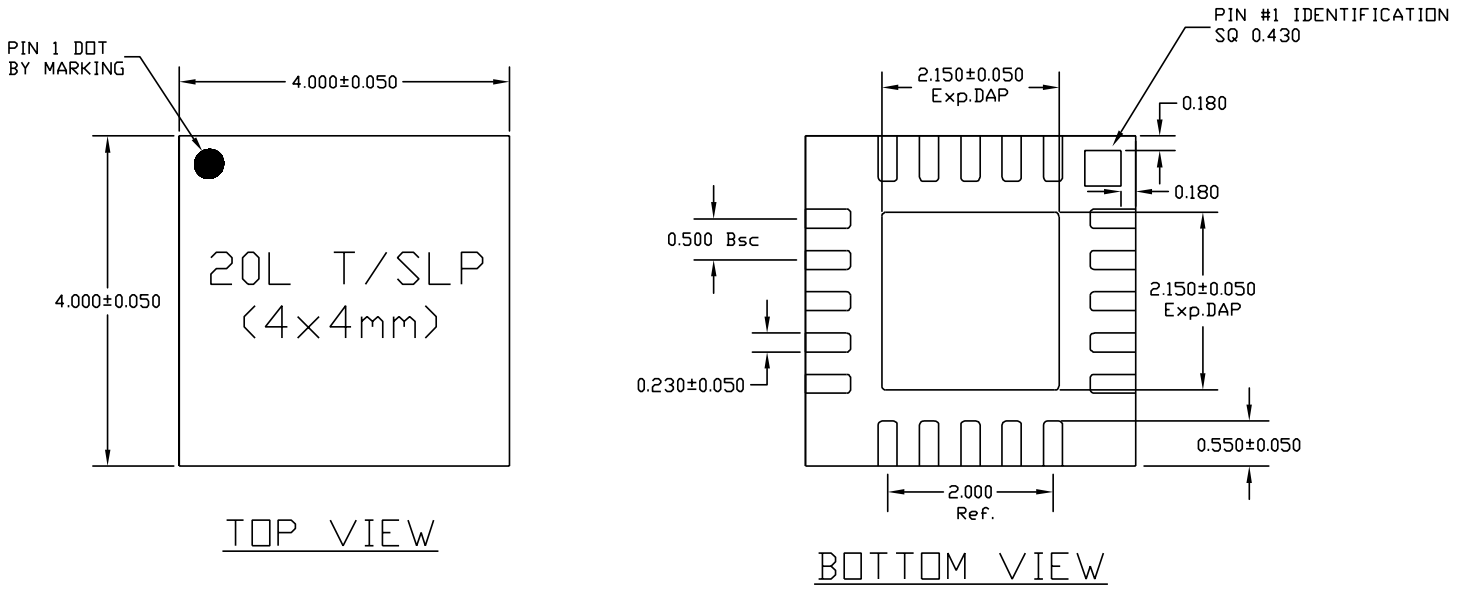 PIN 1 DOT
BY MARKING
4.000±0.050
4.000±0.050
20L T/SLP
(4x4mm)
TOP VIEW
PIN #1 IDENTIFICATION
SQ 0.430
2.150±0.050
Exp.DAP
0.180
0.180
0.500 Bsc
2.150±0.050
Exp.DAP
0.230±0.050
0.550±0.050
2.000
Ref.
BOTTOM VIEW